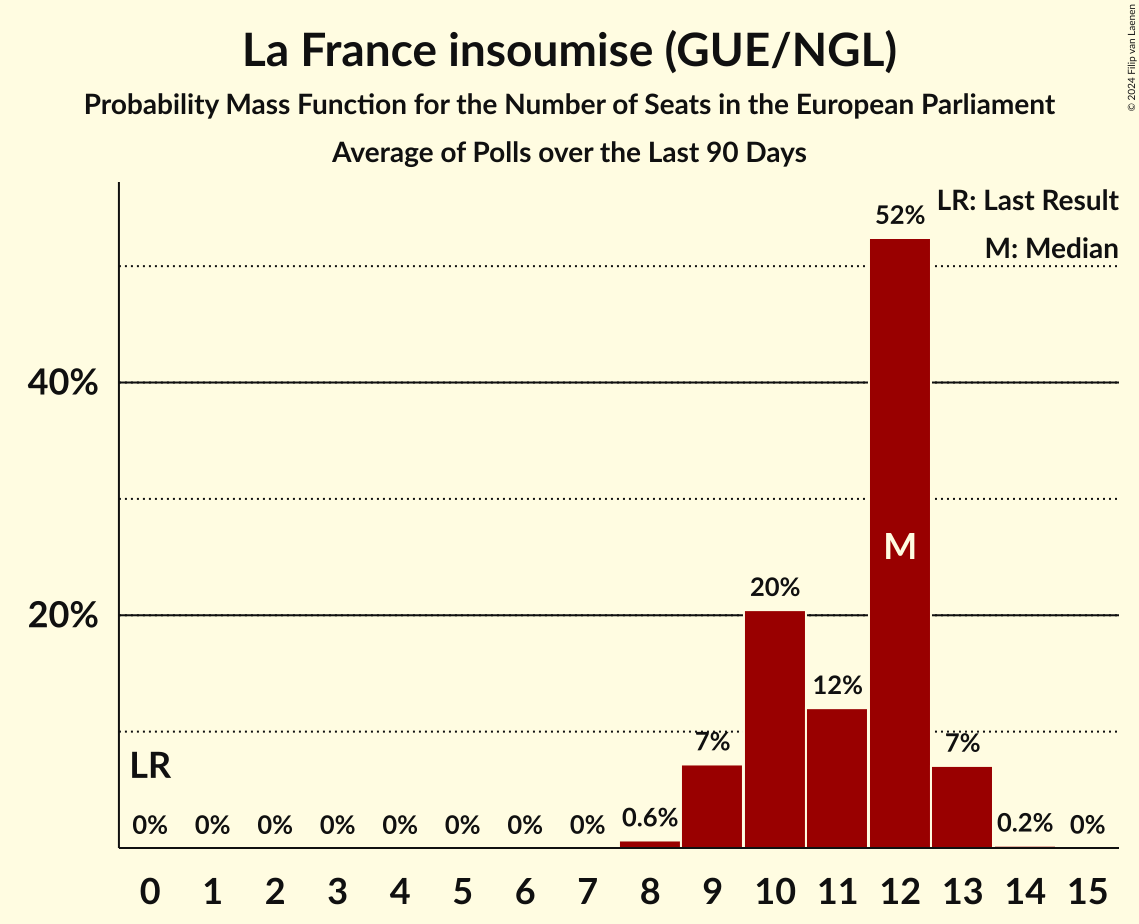 La France insoumise (GUE/NGL)
Probability Mass Function for the Number of Seats in the European Parliament
Average of Polls over the Last 90 Days
© 2024 Filip van Laenen
LR: Last Result
M: Median
52%
40%
M
20%
20%
12%
7%
7%
LR
0%
0%
0%
0%
0%
0%
0%
0%
0.6%
0.2%
0%
0 1 2 3 4 5 6 7 8 9 10 11 12 13 14 15